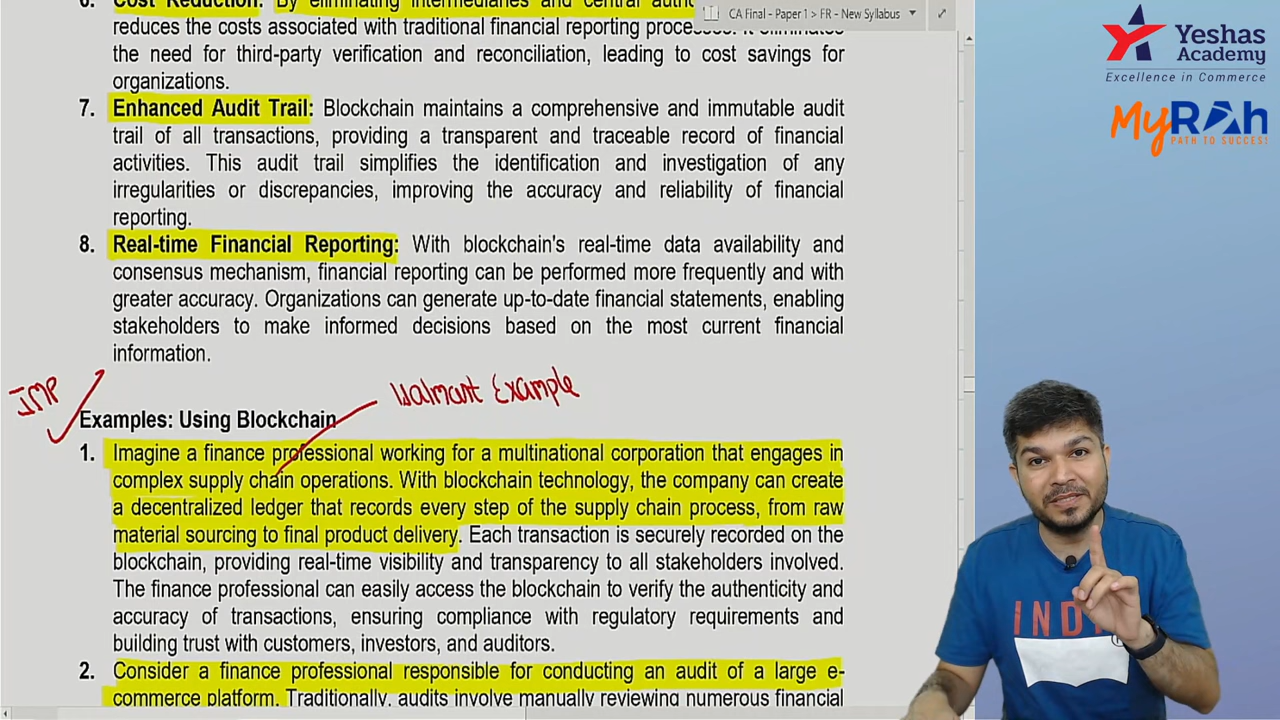 6. Cost Reduction: By eliminating intermediaries and central auth
reduces the costs associated with traditional financial reporting processes. It eliminates
the need for third-party verification and reconciliation, leading to cost savings for
organizations.
7. Enhanced Audit Trail: Blockchain maintains a comprehensive and immutable audit
trail of all transactions, providing a transparent and traceable record of financial
activities. This audit trail simplifies the identification and investigation of any
irregularities or discrepancies, improving the accuracy and reliability of financial
reporting.
8. Real-time Financial Reporting: With blockchain's real-time data availability and
consensus mechanism, financial reporting can be performed more frequently and with
greater accuracy. Organizations can generate up-to-date financial statements, enabling
stakeholders to make informed decisions based on the most current financial
information.
IMP
Walmart Example
Examples: Using Blockchain
1. Imagine a finance professional working for a multinational corporation that engages in
complex supply chain operations. With blockchain technology, the company can create
a decentralized ledger that records every step of the supply chain process, from raw
material sourcing to final product delivery. Each transaction is securely recorded on the
blockchain, providing real-time visibility and transparency to all stakeholders involved.
The finance professional can easily access the blockchain to verify the authenticity and
accuracy of transactions, ensuring compliance with regulatory requirements and
building trust with customers, investors, and auditors.
2. Consider a finance professional responsible for conducting an audit of a large e-
commerce platform. Traditionally, audits involve manually reviewing numerous financial
CA Final - Paper 1 > FR - New Syllabus
Yeshas
Academy
Excellence in Commerce
MyRAh
PATH TO SUCCESS!
IND